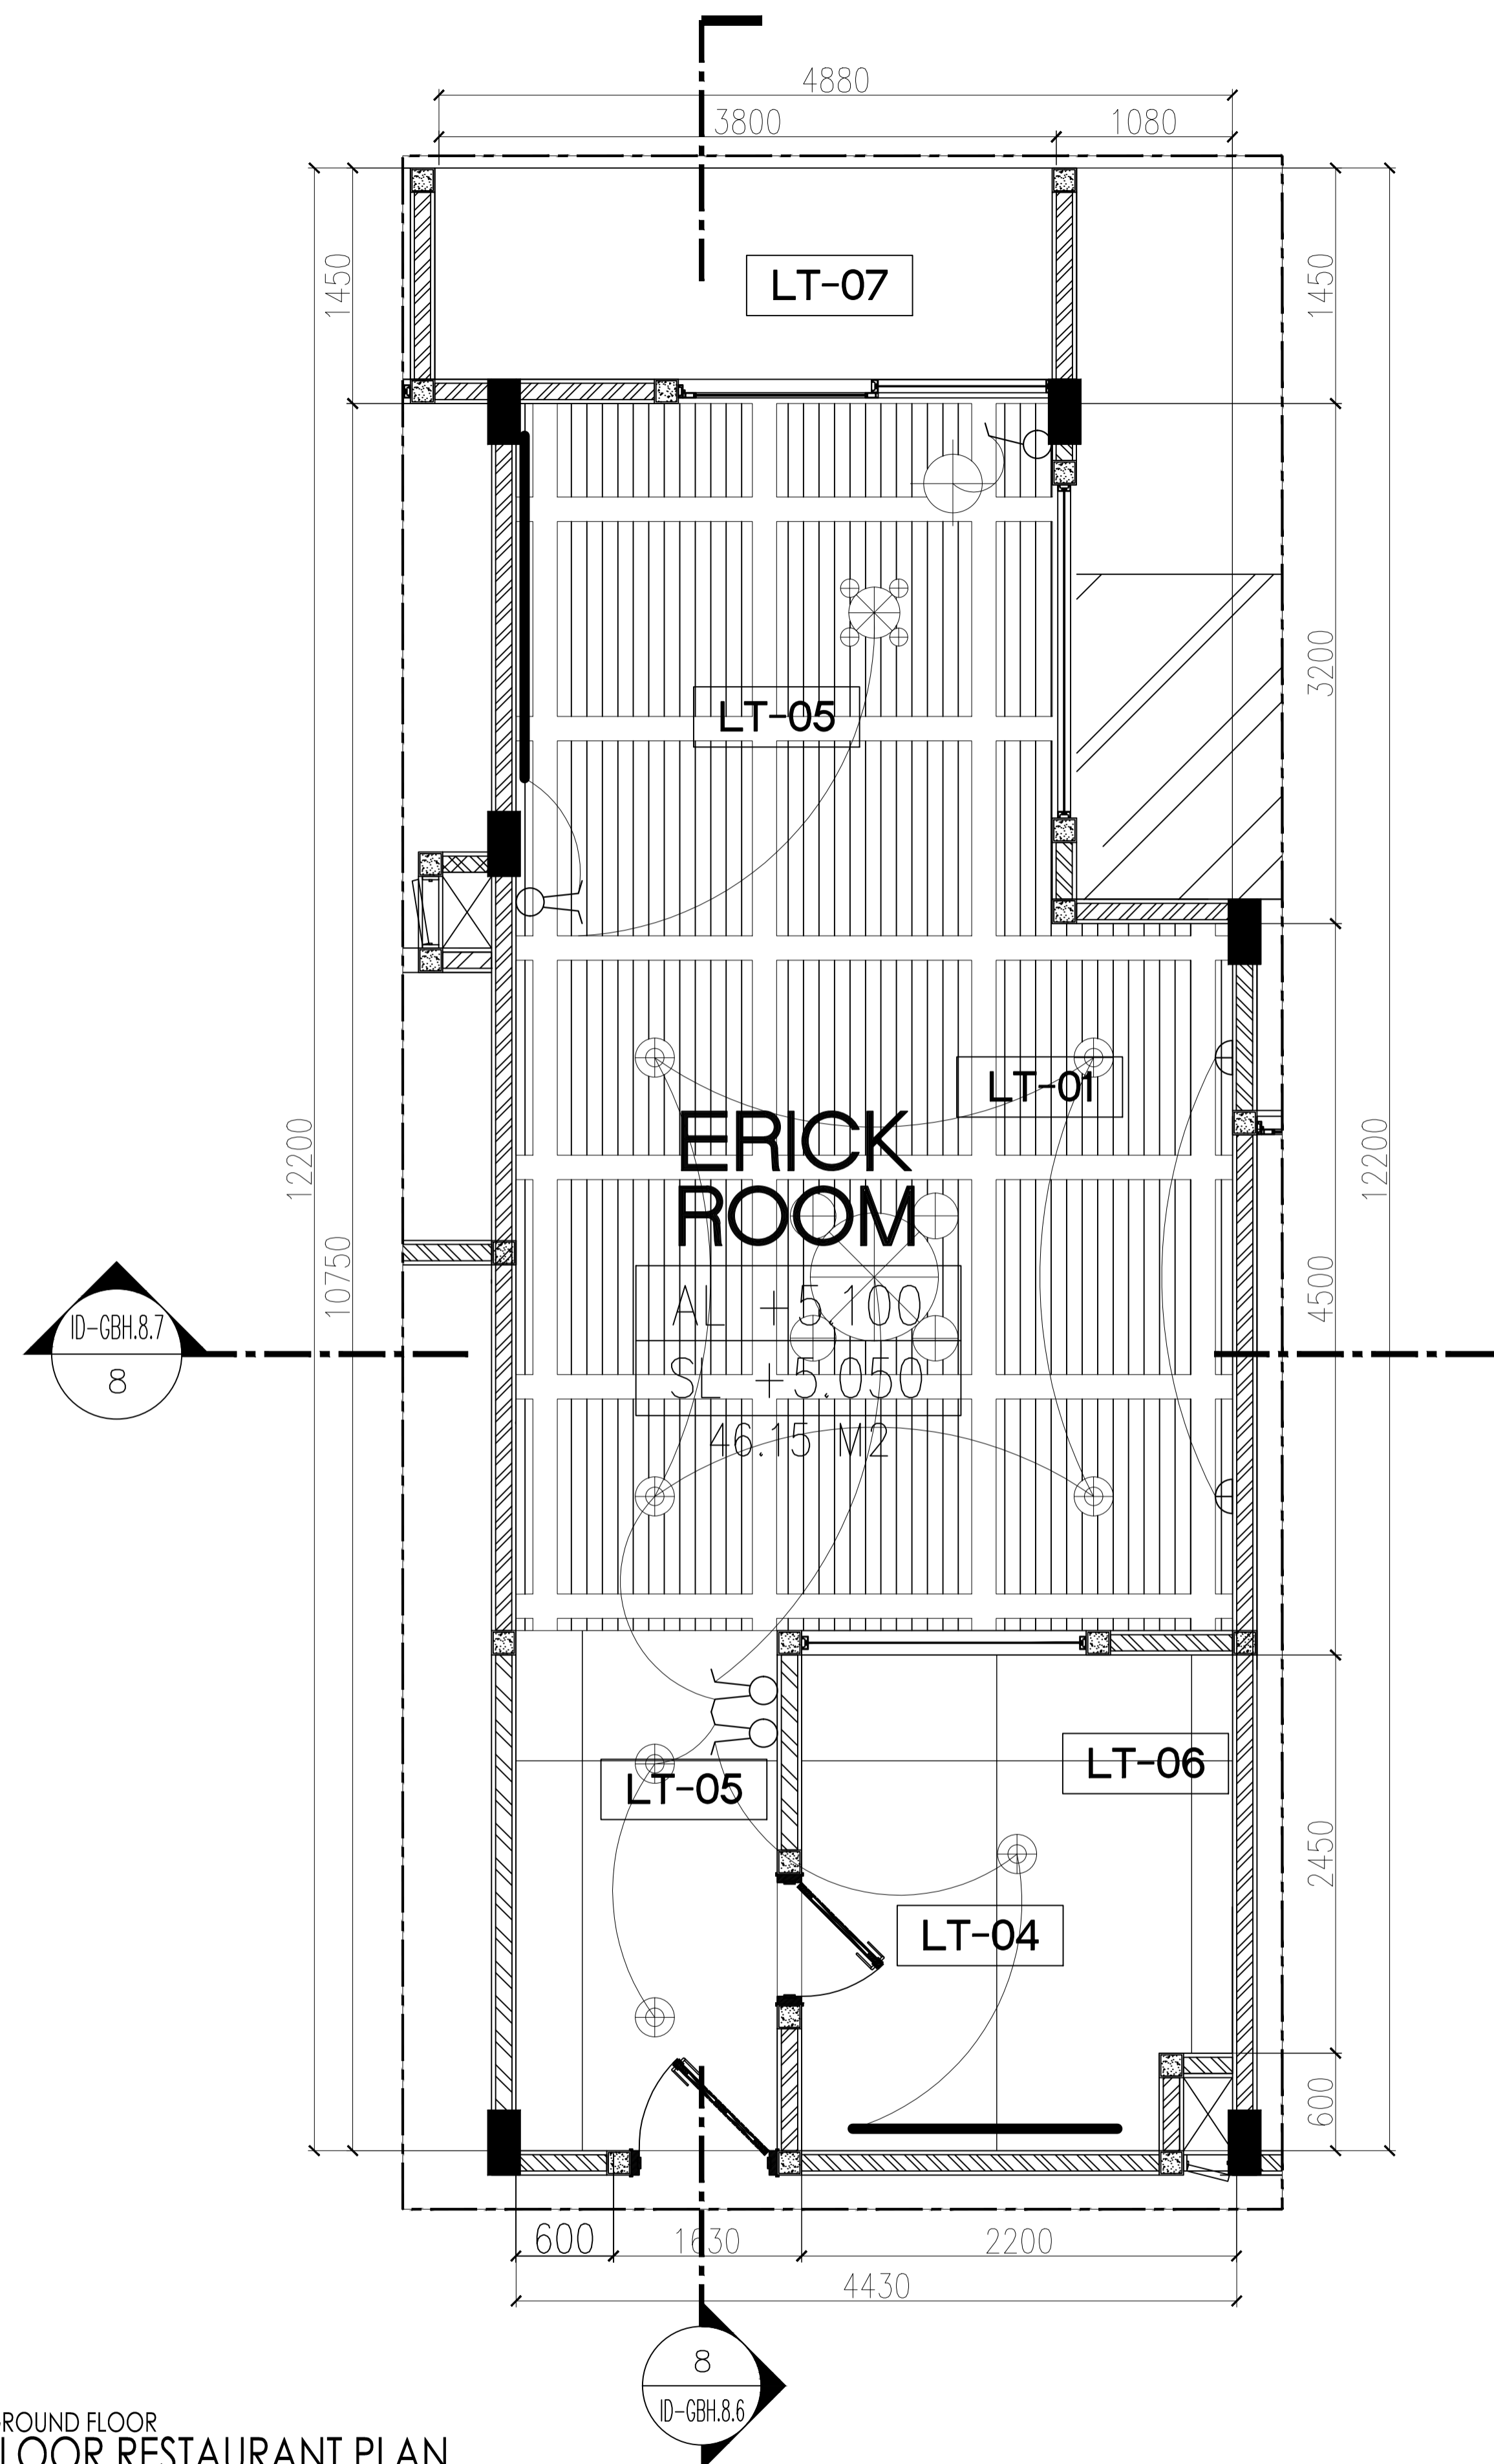 4880
3800
1080
1450
1450
LT-07
3200
LT-05
LT-01
ERICK
ROOM
12200
12200
10750
4500
AL +5,100
SL +5.050
46.15 M2
ID-GBH.8.7
8
LT-06
LT-05
2450
LT-04
600
600
1630
2200
4430
8
ID-GBH.8.6
ROUND FLOOR
LOOR RESTAURANT PLAN